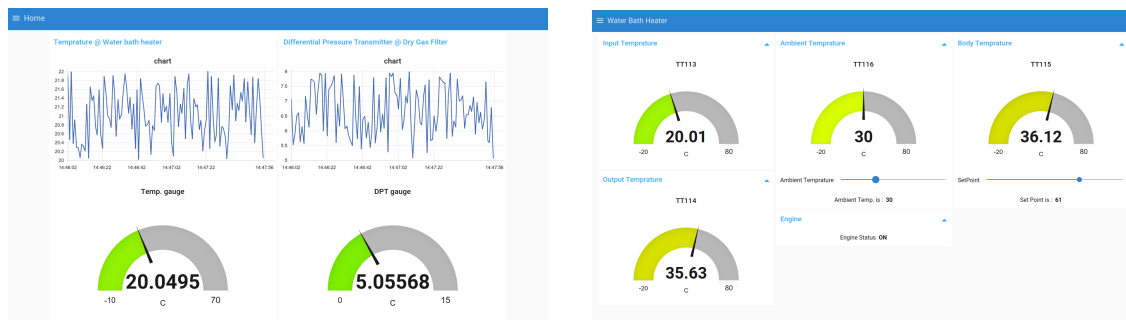 Home
Temprature @ Water bath heater
Differential Pressure Transmitter @ Dry Gas Filter
chart
chart
22
21.8
21.6
21.4
21.2
21
20.8
20.6
20.4
20.2
20
14:46:02 14:46:22 14:46:42 14:47:02 14:47:22 14:47:56
8
7.5
7
6.5
6
5.5
5
14:46:02 14:46:22 14:46:42 14:47:02 14:47:22 14:47:56
Temp. gauge
DPT gauge
20.0495
-10 C 70
5.05568
0 C 15
Water Bath Heater
Input Temprature
Ambient Temprature
Body Temprature
TT113
TT116
TT115
20.01
-20 C 80
30
-20 C 80
36.12
-20 C 80
Output Temprature
Ambient Temprature
SetPoint
TT114
Ambient Temp. is : 30
Set Point is : 61
Engine
Engine Status ON
35.63
-20 C 80